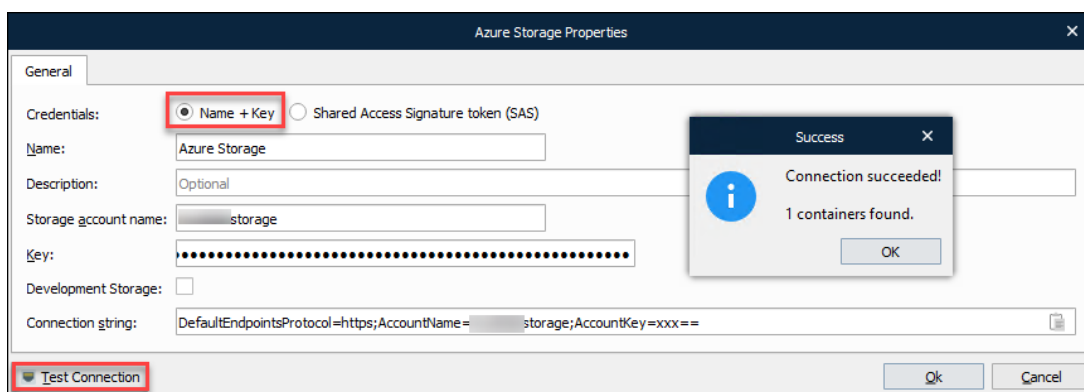 Azure Storage Properties
General
Credentials: Name + Key Shared Access Signature token (SAS)
Name: Azure Storage
Description: Optional
Storage account name: storage
Key: ••••••••••••••••••••••••••••••••••••••••••••••••
Development Storage:
Connection string: DefaultEndpointsProtocol=https;AccountName= storage;AccountKey=xxx==
Test Connection Ok Cancel
Success
Connection succeeded!
1 containers found.
OK